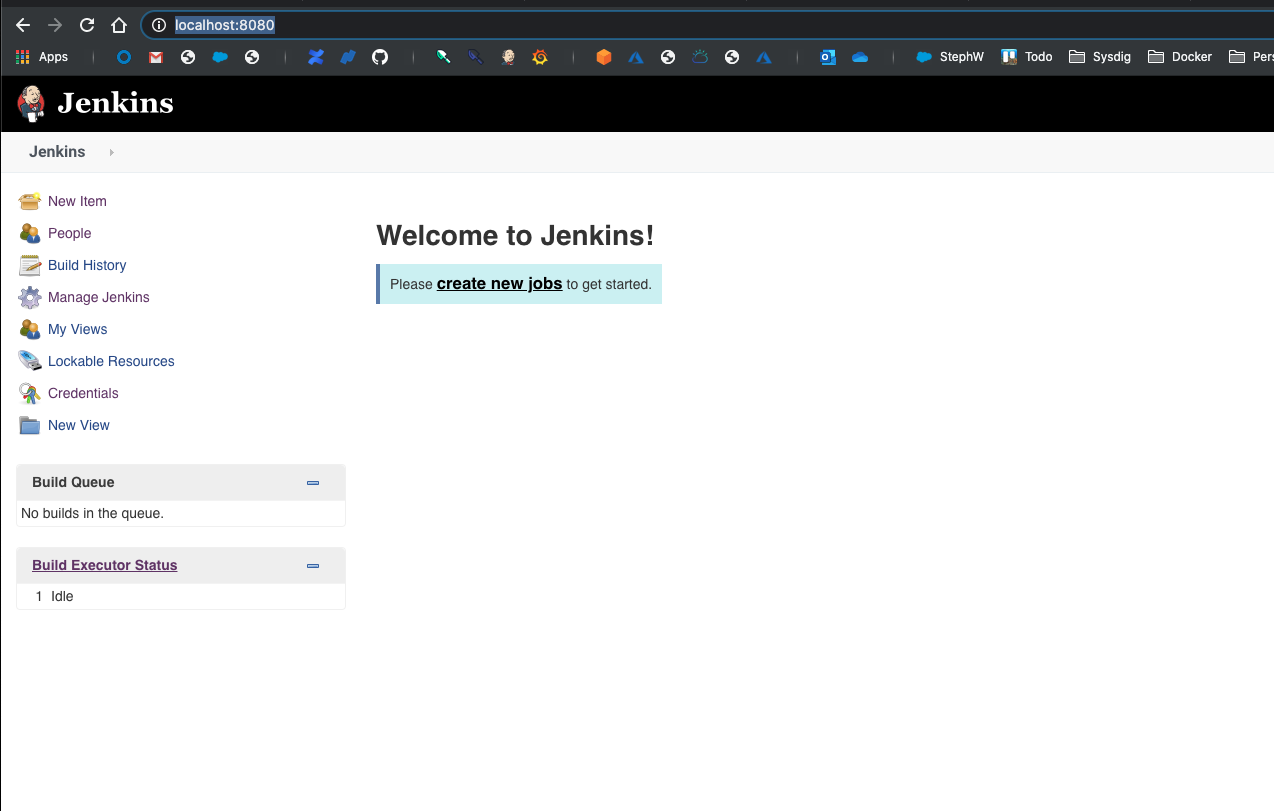 localhost:8080
Apps StephW Todo Sysdig Docker Pers
Jenkins
Jenkins
New Item
People
Build History
Manage Jenkins
My Views
Lockable Resources
Credentials
New View
Welcome to Jenkins!
Please create new jobs to get started.
Build Queue
No builds in the queue.
Build Executor Status
1 Idle